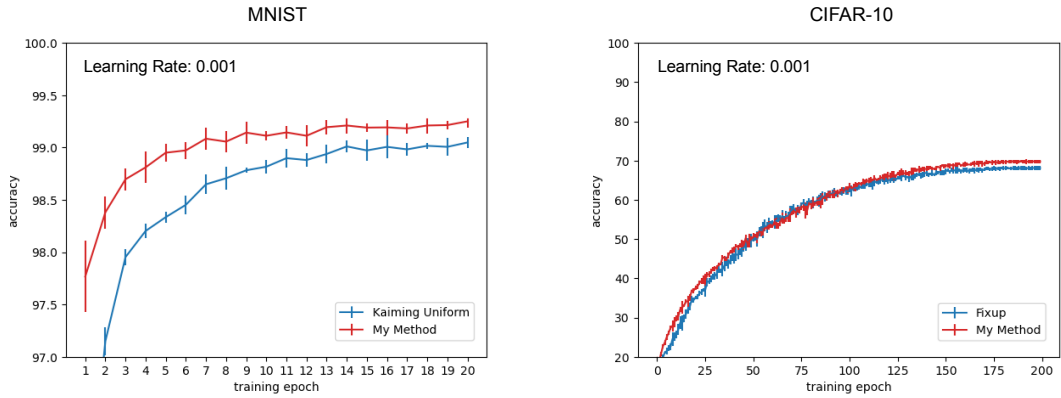 MNIST
Learning Rate: 0.001
accuracy
100.0
99.5
99.0
98.5
98.0
97.5
97.0
Kaiming Uniform
My Method
1 2 3 4 5 6 7 8 9 10 11 12 13 14 15 16 17 18 19 20
training epoch
CIFAR-10
Learning Rate: 0.001
accuracy
100
90
80
70
60
50
40
30
20
Fixup
My Method
0 25 50 75 100 125 150 175 200
training epoch